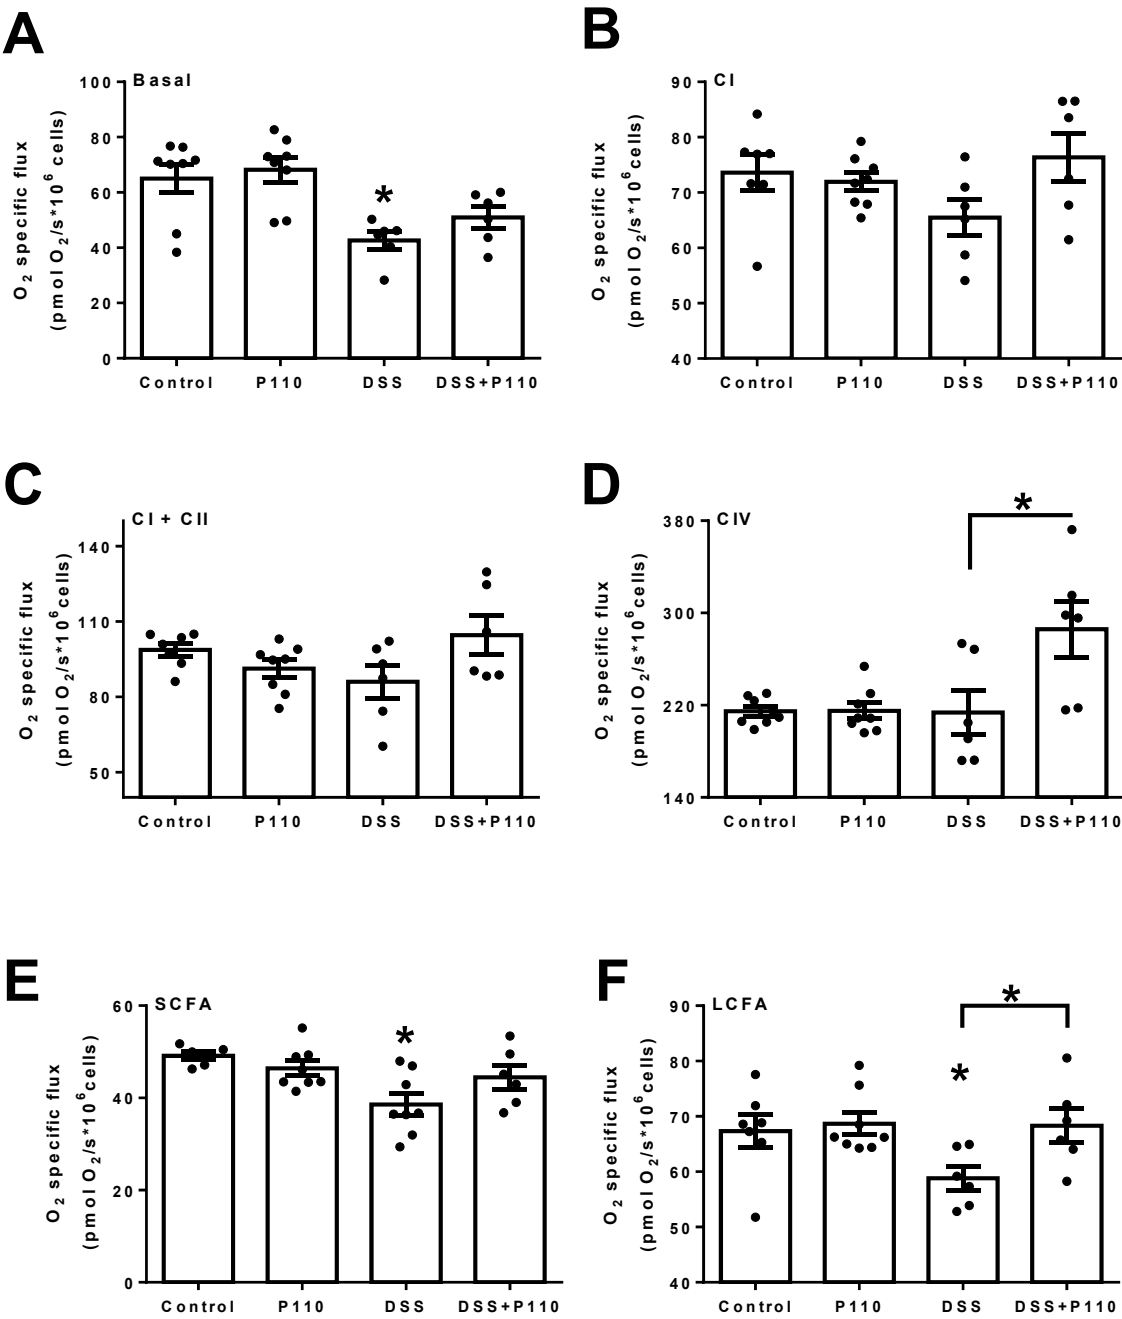 A
Basal
O2 specific flux
(pmol O2/s*10^6 cells)
100
80
60
40
20
0
*
Control P110 DSS DSS+P110
B
CI
O2 specific flux
(pmol O2/s*10^6 cells)
90
80
70
60
50
40
Control P110 DSS DSS+P110
C
CI + CII
O2 specific flux
(pmol O2/s*10^6 cells)
140
110
80
50
Control P110 DSS DSS+P110
D
CIV
O2 specific flux
(pmol O2/s*10^6 cells)
380
300
220
140
*
Control P110 DSS DSS+P110
E
SCFA
O2 specific flux
(pmol O2/s*10^6 cells)
60
40
20
0
*
Control P110 DSS DSS+P110
F
LCFA
O2 specific flux
(pmol O2/s*10^6 cells)
90
80
70
60
50
40
*
*
Control P110 DSS DSS+P110